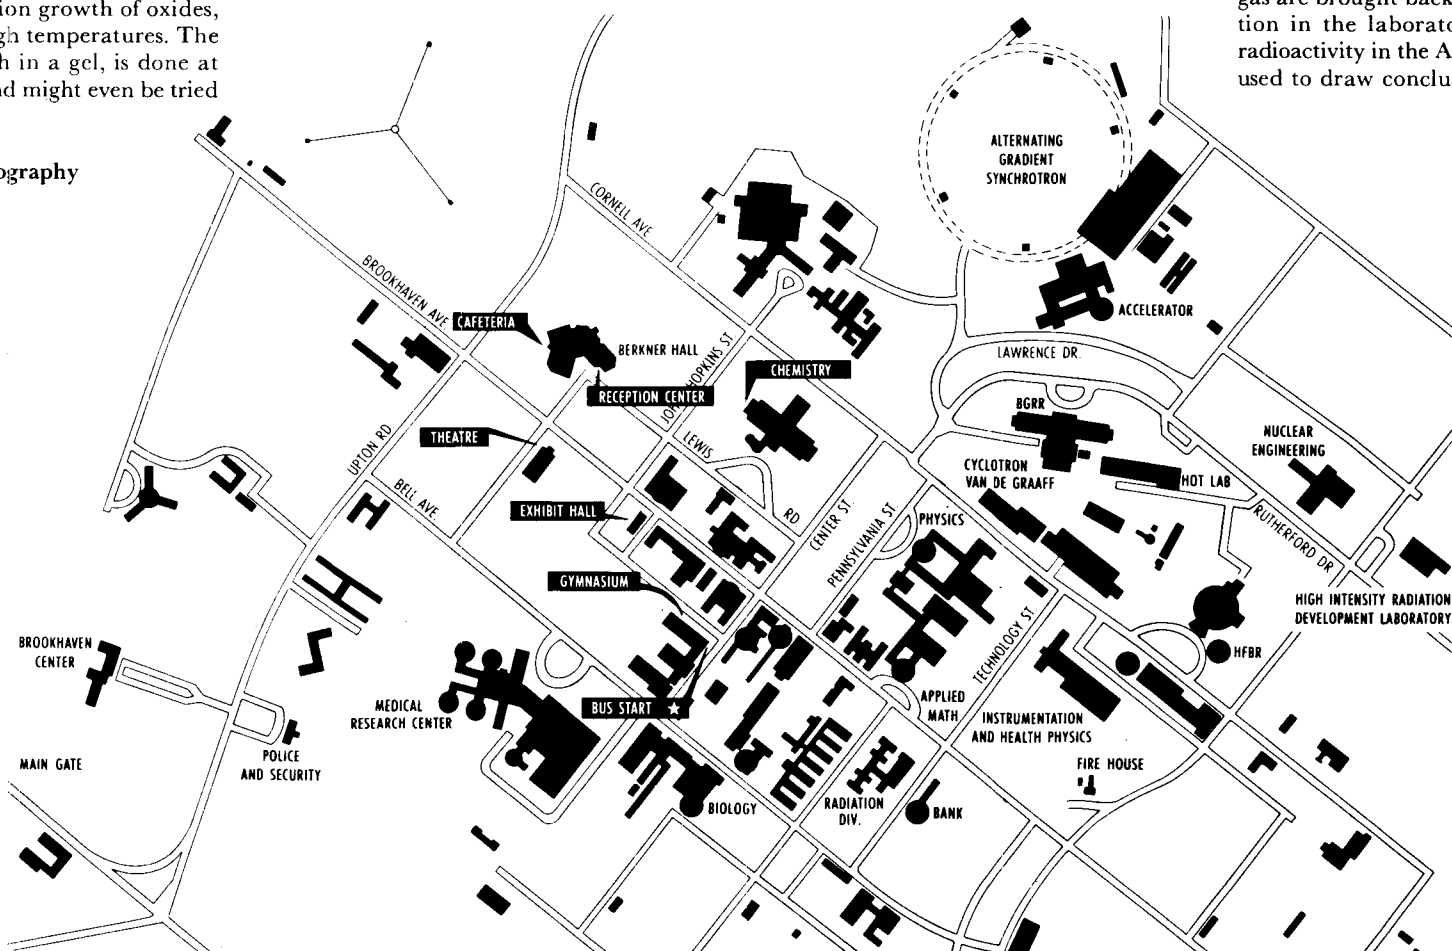 ion growth of oxides,
gh temperatures. The
h in a gel, is done at
nd might even be tried
ography
gas are brought back
tion in the laborato
radioactivity in the A
used to draw conclu
ALTERNATING
GRADIENT
SYNCHROTRON
CORNELL AVE
BROOKHAVEN AVE
CAFETERIA
BERKNER HALL
RECEPTION CENTER
JOHN HOPKINS ST.
CHEMISTRY
ACCELERATOR
LAWRENCE DR.
BGRR
THEATRE
UPTON RD
LEWIS
RD
NUCLEAR
ENGINEERING
CYCLOTRON
VAN DE GRAAFF
HOT LAB
BELL AVE.
EXHIBIT HALL
CENTER ST.
PENNSYLVANIA ST.
PHYSICS
RUTHERFORD DR
GYMNASIUM
HIGH INTENSITY RADIATION
DEVELOPMENT LABORATORY
BROOKHAVEN
CENTER
TECHNOLOGY ST
HFBR
MEDICAL
RESEARCH CENTER
BUS START ★
APPLIED
MATH
INSTRUMENTATION
AND HEALTH PHYSICS
MAIN GATE
POLICE
AND SECURITY
FIRE HOUSE
BIOLOGY
RADIATION
DIV.
BANK